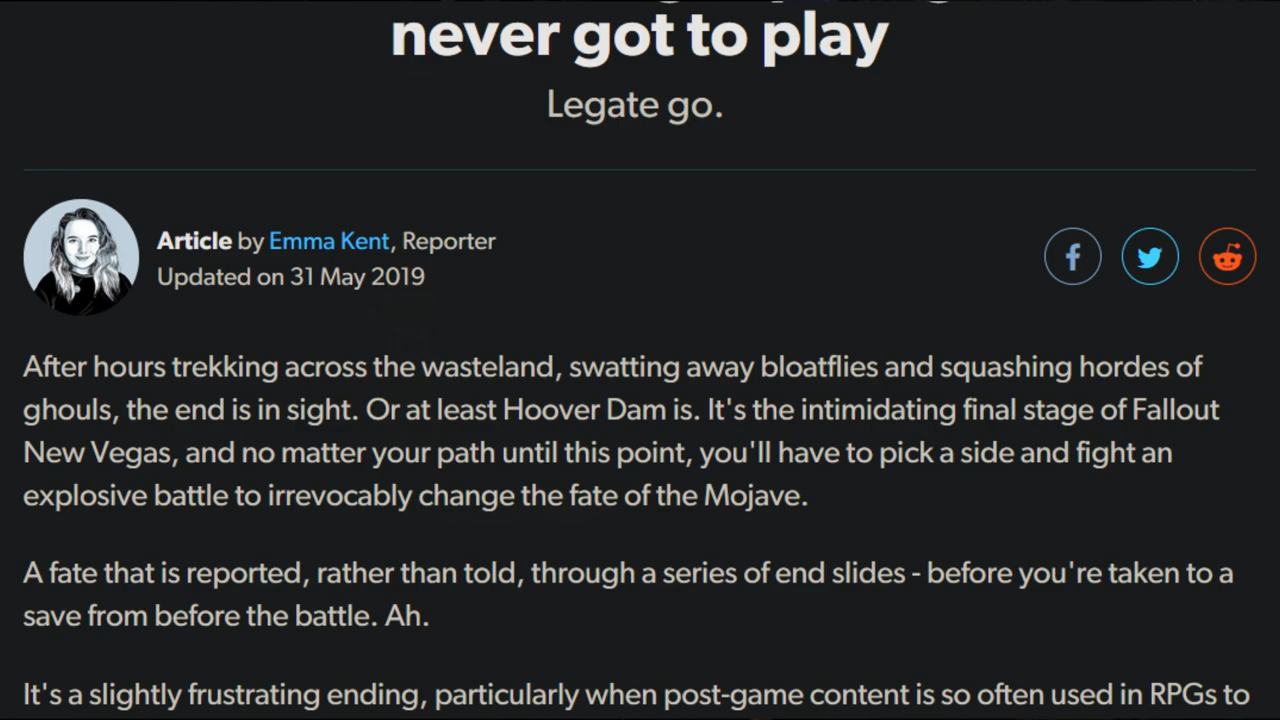 never got to play
Legate go.
Article by Emma Kent, Reporter
Updated on 31 May 2019
After hours trekking across the wasteland, swatting away bloatflies and squashing hordes of
ghouls, the end is in sight. Or at least Hoover Dam is. It's the intimidating final stage of Fallout
New Vegas, and no matter your path until this point, you'll have to pick a side and fight an
explosive battle to irrevocably change the fate of the Mojave.
A fate that is reported, rather than told, through a series of end slides - before you're taken to a
save from before the battle. Ah.
It's a slightly frustrating ending, particularly when post-game content is so often used in RPGs to